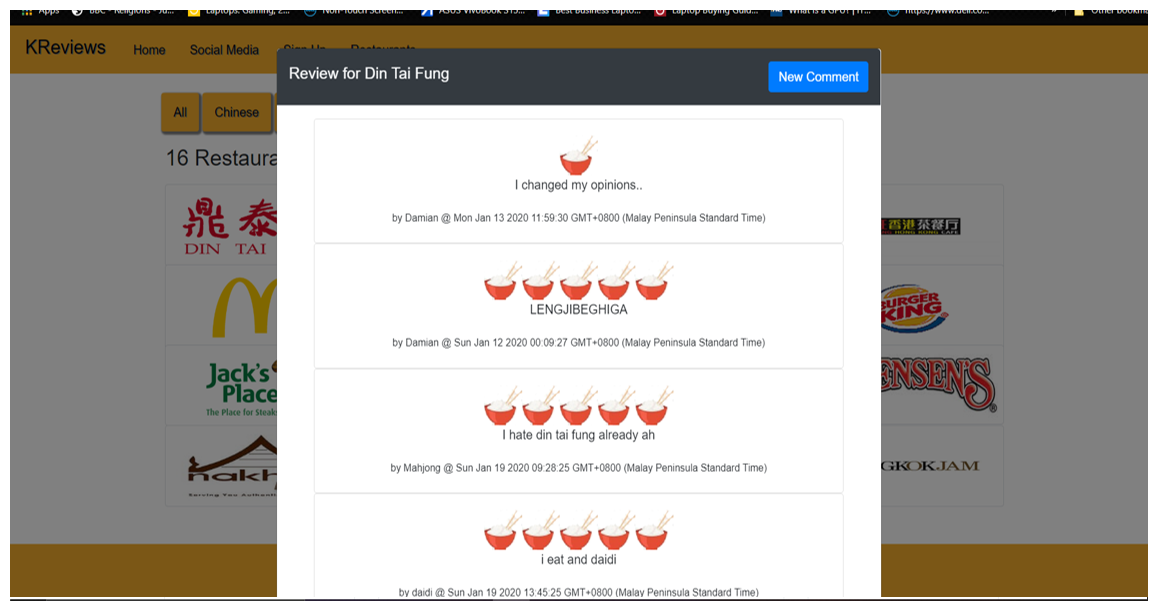 Apps
BBC - Religions - Ju...
Laptops: Gaming, 2...
Non-Touch Screen...
ASUS VivoBook S15...
Best Business Lapto...
Laptop Buying Guid...
What is a GPU? | IT...
https://www.dell.co...
»
Other bookma
KReviews
Home
Social Media
Sign Up
Restaurants
Review for Din Tai Fung
New Comment
All
Chinese
16 Restaura
I changed my opinions..
by Damian @ Mon Jan 13 2020 11:59:30 GMT+0800 (Malay Peninsula Standard Time)
LENGJIBEGHIGA
by Damian @ Sun Jan 12 2020 00:09:27 GMT+0800 (Malay Peninsula Standard Time)
I hate din tai fung already ah
by Mahjong @ Sun Jan 19 2020 09:28:25 GMT+0800 (Malay Peninsula Standard Time)
i eat and daidi
by daidi @ Sun Jan 19 2020 13:45:25 GMT+0800 (Malay Peninsula Standard Time)
鼎泰
DIN TAI
香港茶餐厅
HONG KONG CAFE
BURGER
KING
Jack's
Place
The Place for Steaks
ENSEN'S
nakh
Serving You Authenti
GKOKJAM